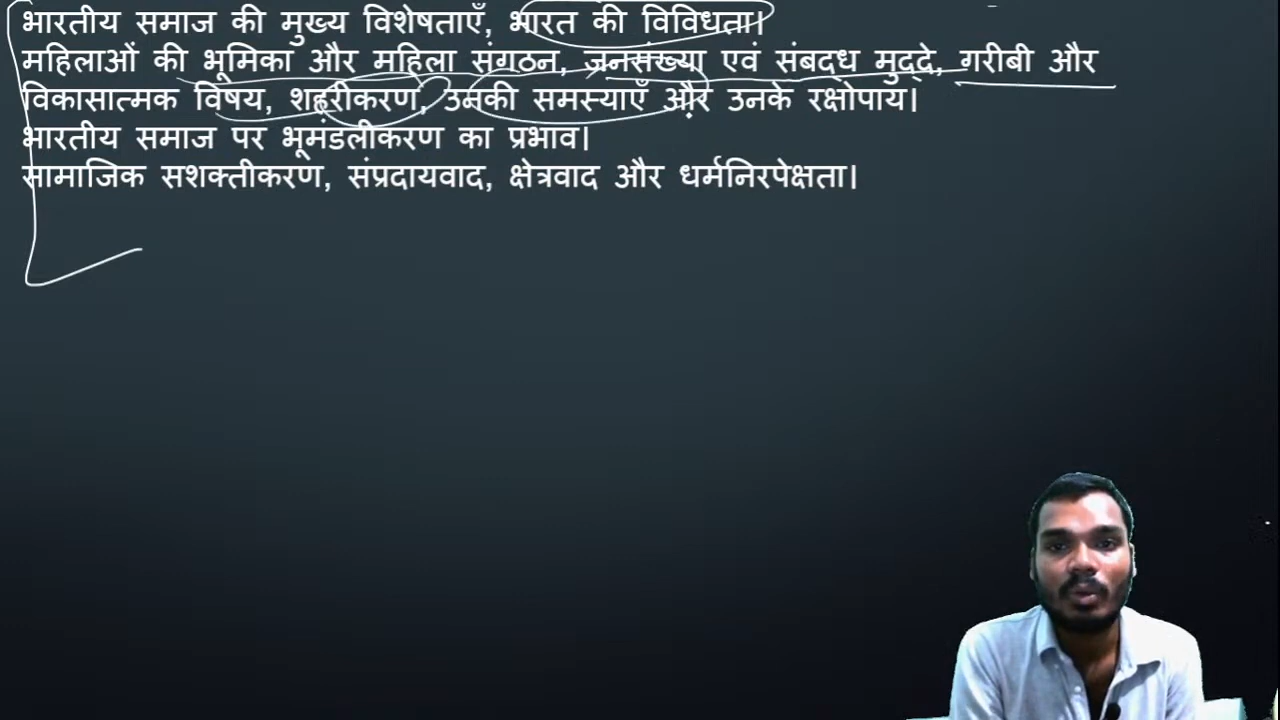 भारतीय समाज की मुख्य विशेषताएँ, भारत की विविधता।
महिलाओं की भूमिका और महिला संगठन, जनसंख्या एवं संबद्ध मुद्दे, गरीबी और
विकासात्मक विषय, शहरीकरण, उनकी समस्याएँ और उनके रक्षोपाय।
भारतीय समाज पर भूमंडलीकरण का प्रभाव।
सामाजिक सशक्तीकरण, संप्रदायवाद, क्षेत्रवाद और धर्मनिरपेक्षता।